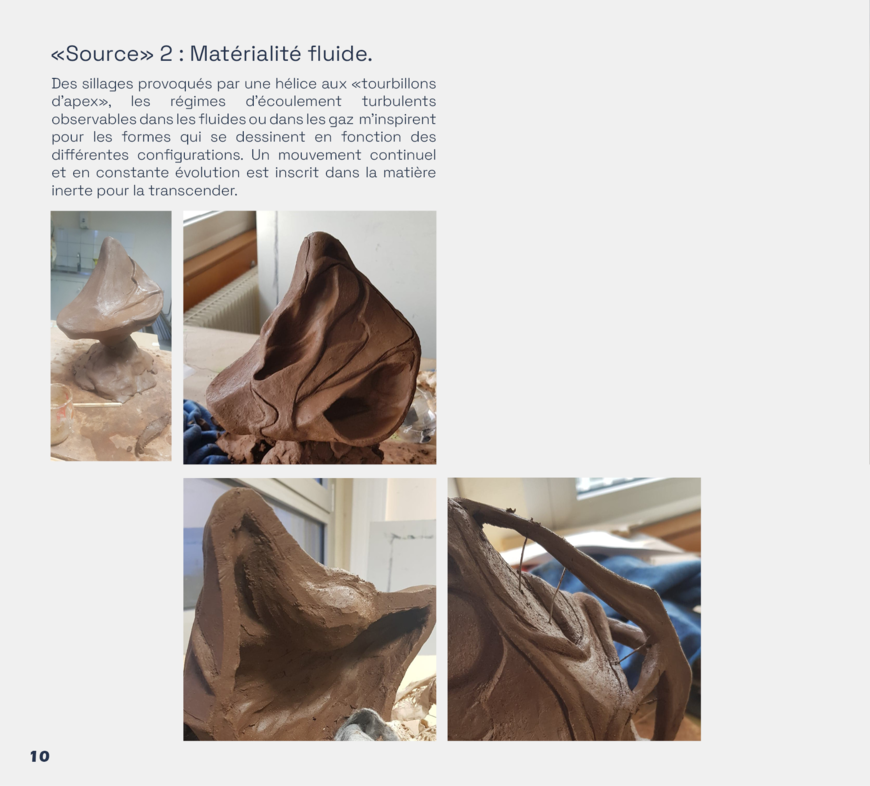 «Source» 2 : Matérialité fluide.
Des sillages provoqués par une hélice aux «tourbillons
d'apex», les régimes d'écoulement turbulents
observables dans les fluides ou dans les gaz m'inspirent
pour les formes qui se dessinent en fonction des
différentes configurations. Un mouvement continuel
et en constante évolution est inscrit dans la matière
inerte pour la transcender.
10